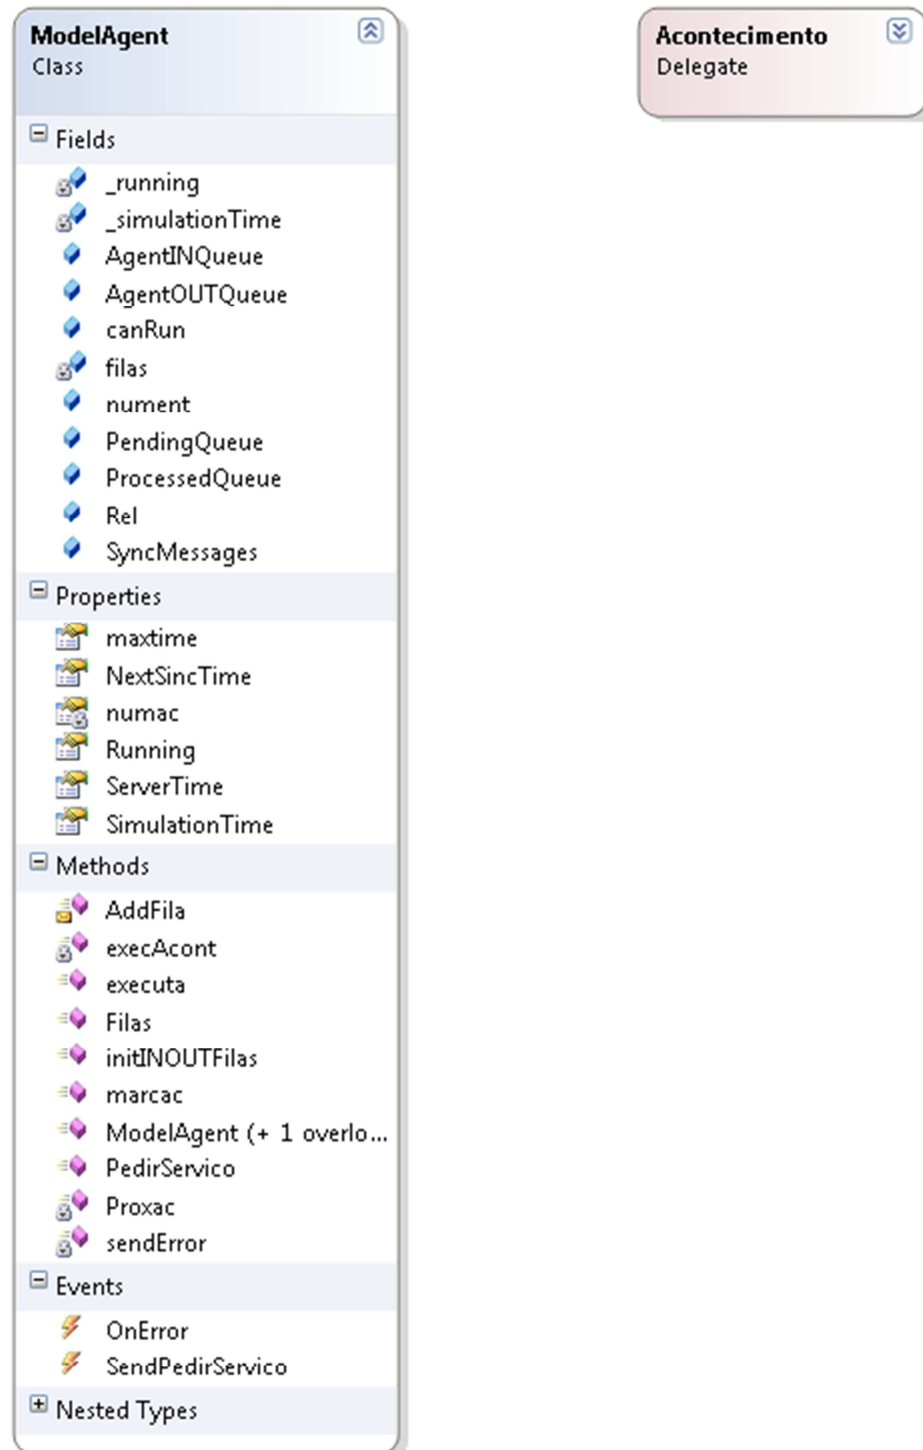 ModelAgent
Class
Fields
_running
_simulationTime
AgentINQueue
AgentOUTQueue
canRun
filas
nument
PendingQueue
ProcessedQueue
Rel
SyncMessages
Properties
maxtime
NextSincTime
numac
Running
ServerTime
SimulationTime
Methods
AddFila
execAcont
executa
Filas
initINOUTFilas
marcac
ModelAgent (+ 1 overlo...
PedirServico
Proxac
sendError
Events
OnError
SendPedirServico
Nested Types
Acontecimento
Delegate